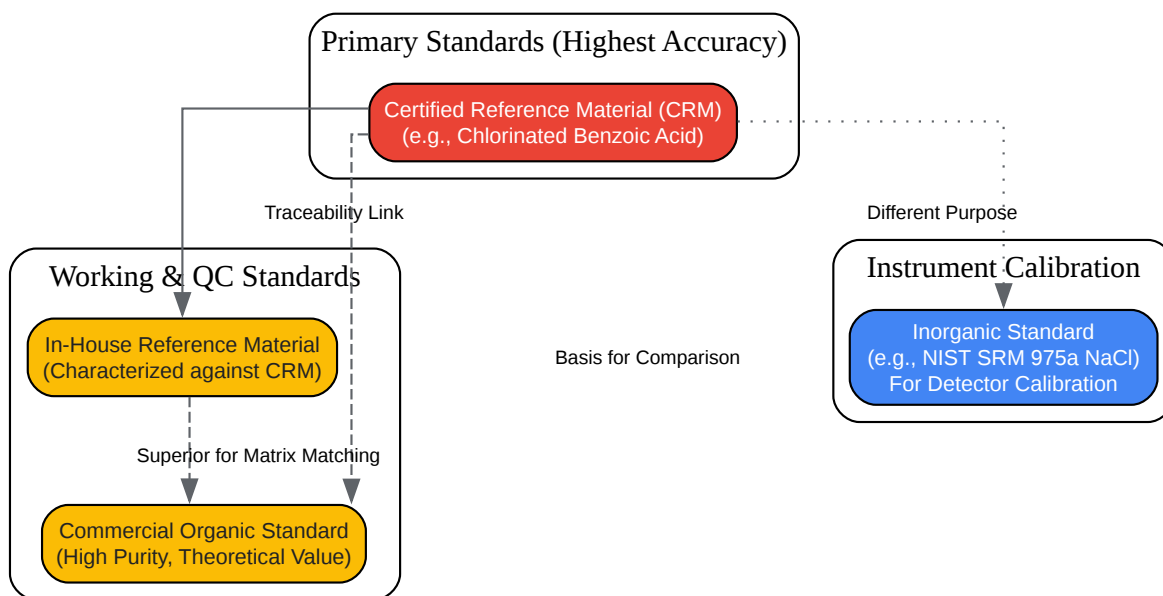 Primary Standards (Highest Accuracy)
Certified Reference Material (CRM)
(e.g., Chlorinated Benzoic Acid)
Traceability Link
Different Purpose
Working & QC Standards
Instrument Calibration
In-House Reference Material
(Characterized against CRM)
Basis for Comparison
Inorganic Standard
(e.g., NIST SRM 975a NaCl)
For Detector Calibration
Superior for Matrix Matching
Commercial Organic Standard
(High Purity, Theoretical Value)